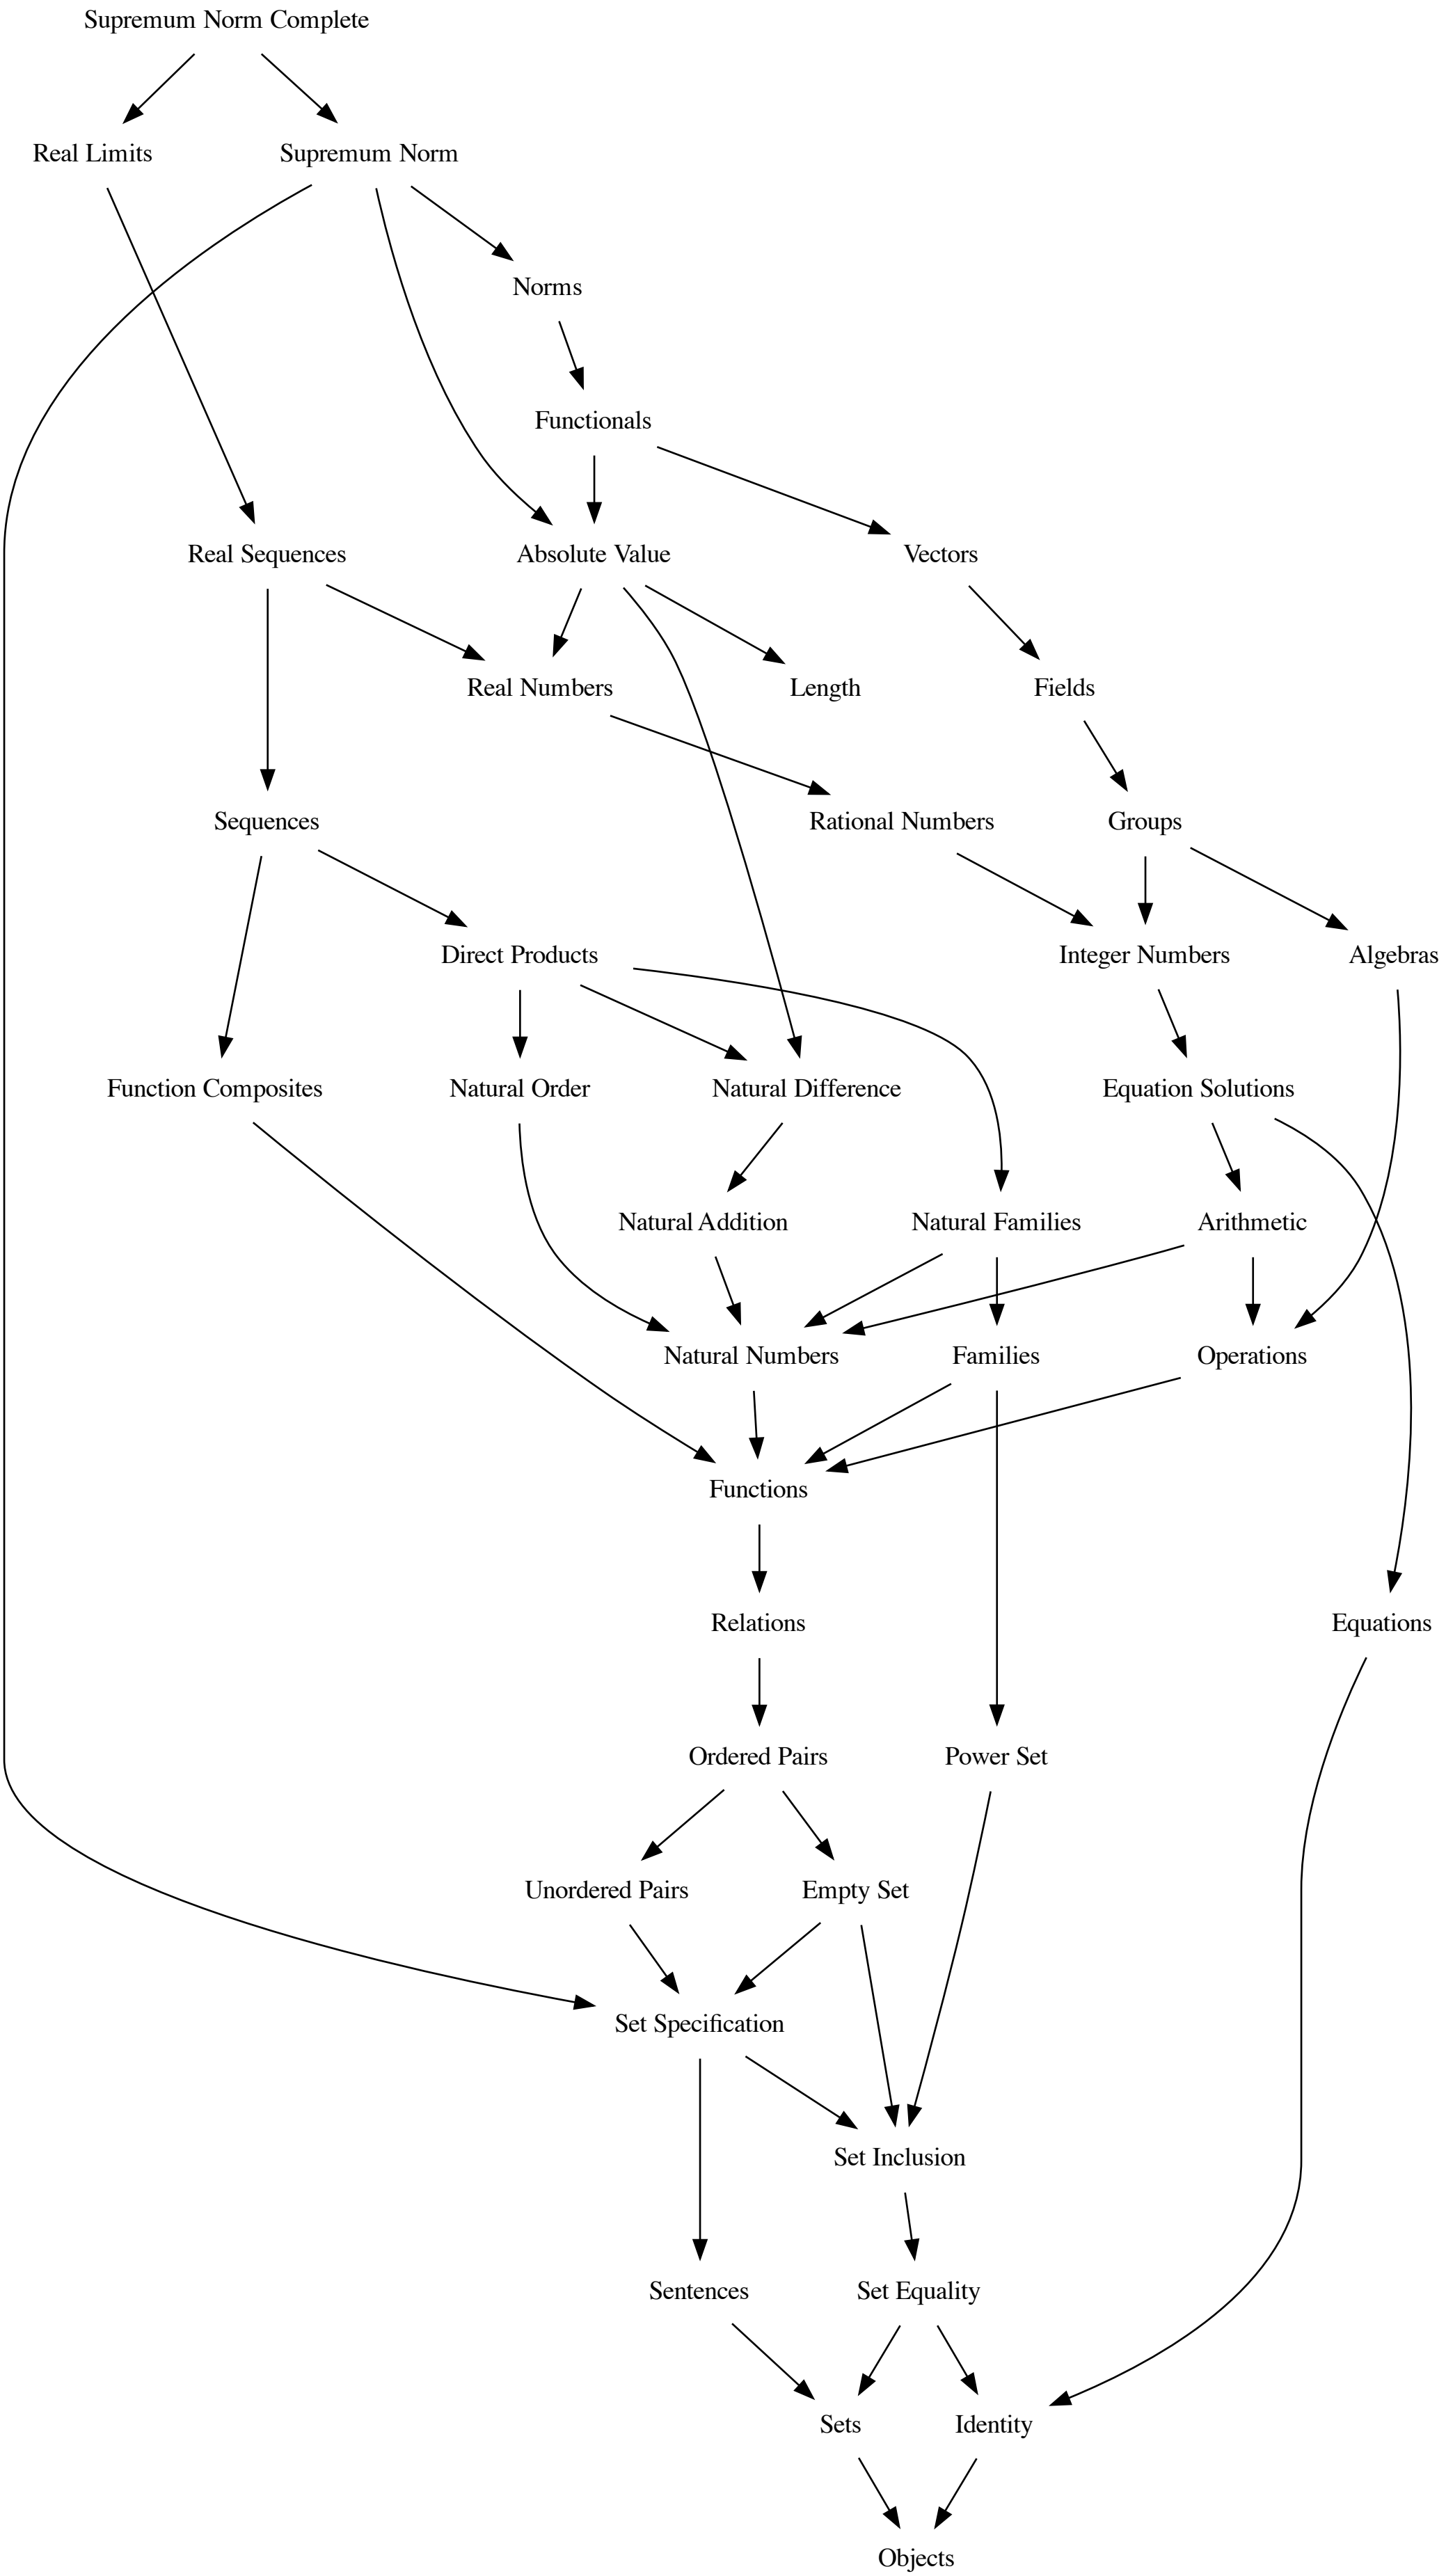 Supremum Norm Complete
Real Limits
Supremum Norm
Norms
Functionals
Real Sequences
Absolute Value
Vectors
Real Numbers
Length
Fields
Sequences
Rational Numbers
Groups
Direct Products
Integer Numbers
Algebras
Function Composites
Natural Order
Natural Difference
Equation Solutions
Natural Addition
Natural Families
Arithmetic
Natural Numbers
Families
Operations
Functions
Relations
Equations
Ordered Pairs
Power Set
Unordered Pairs
Empty Set
Set Specification
Set Inclusion
Sentences
Set Equality
Sets
Identity
Objects